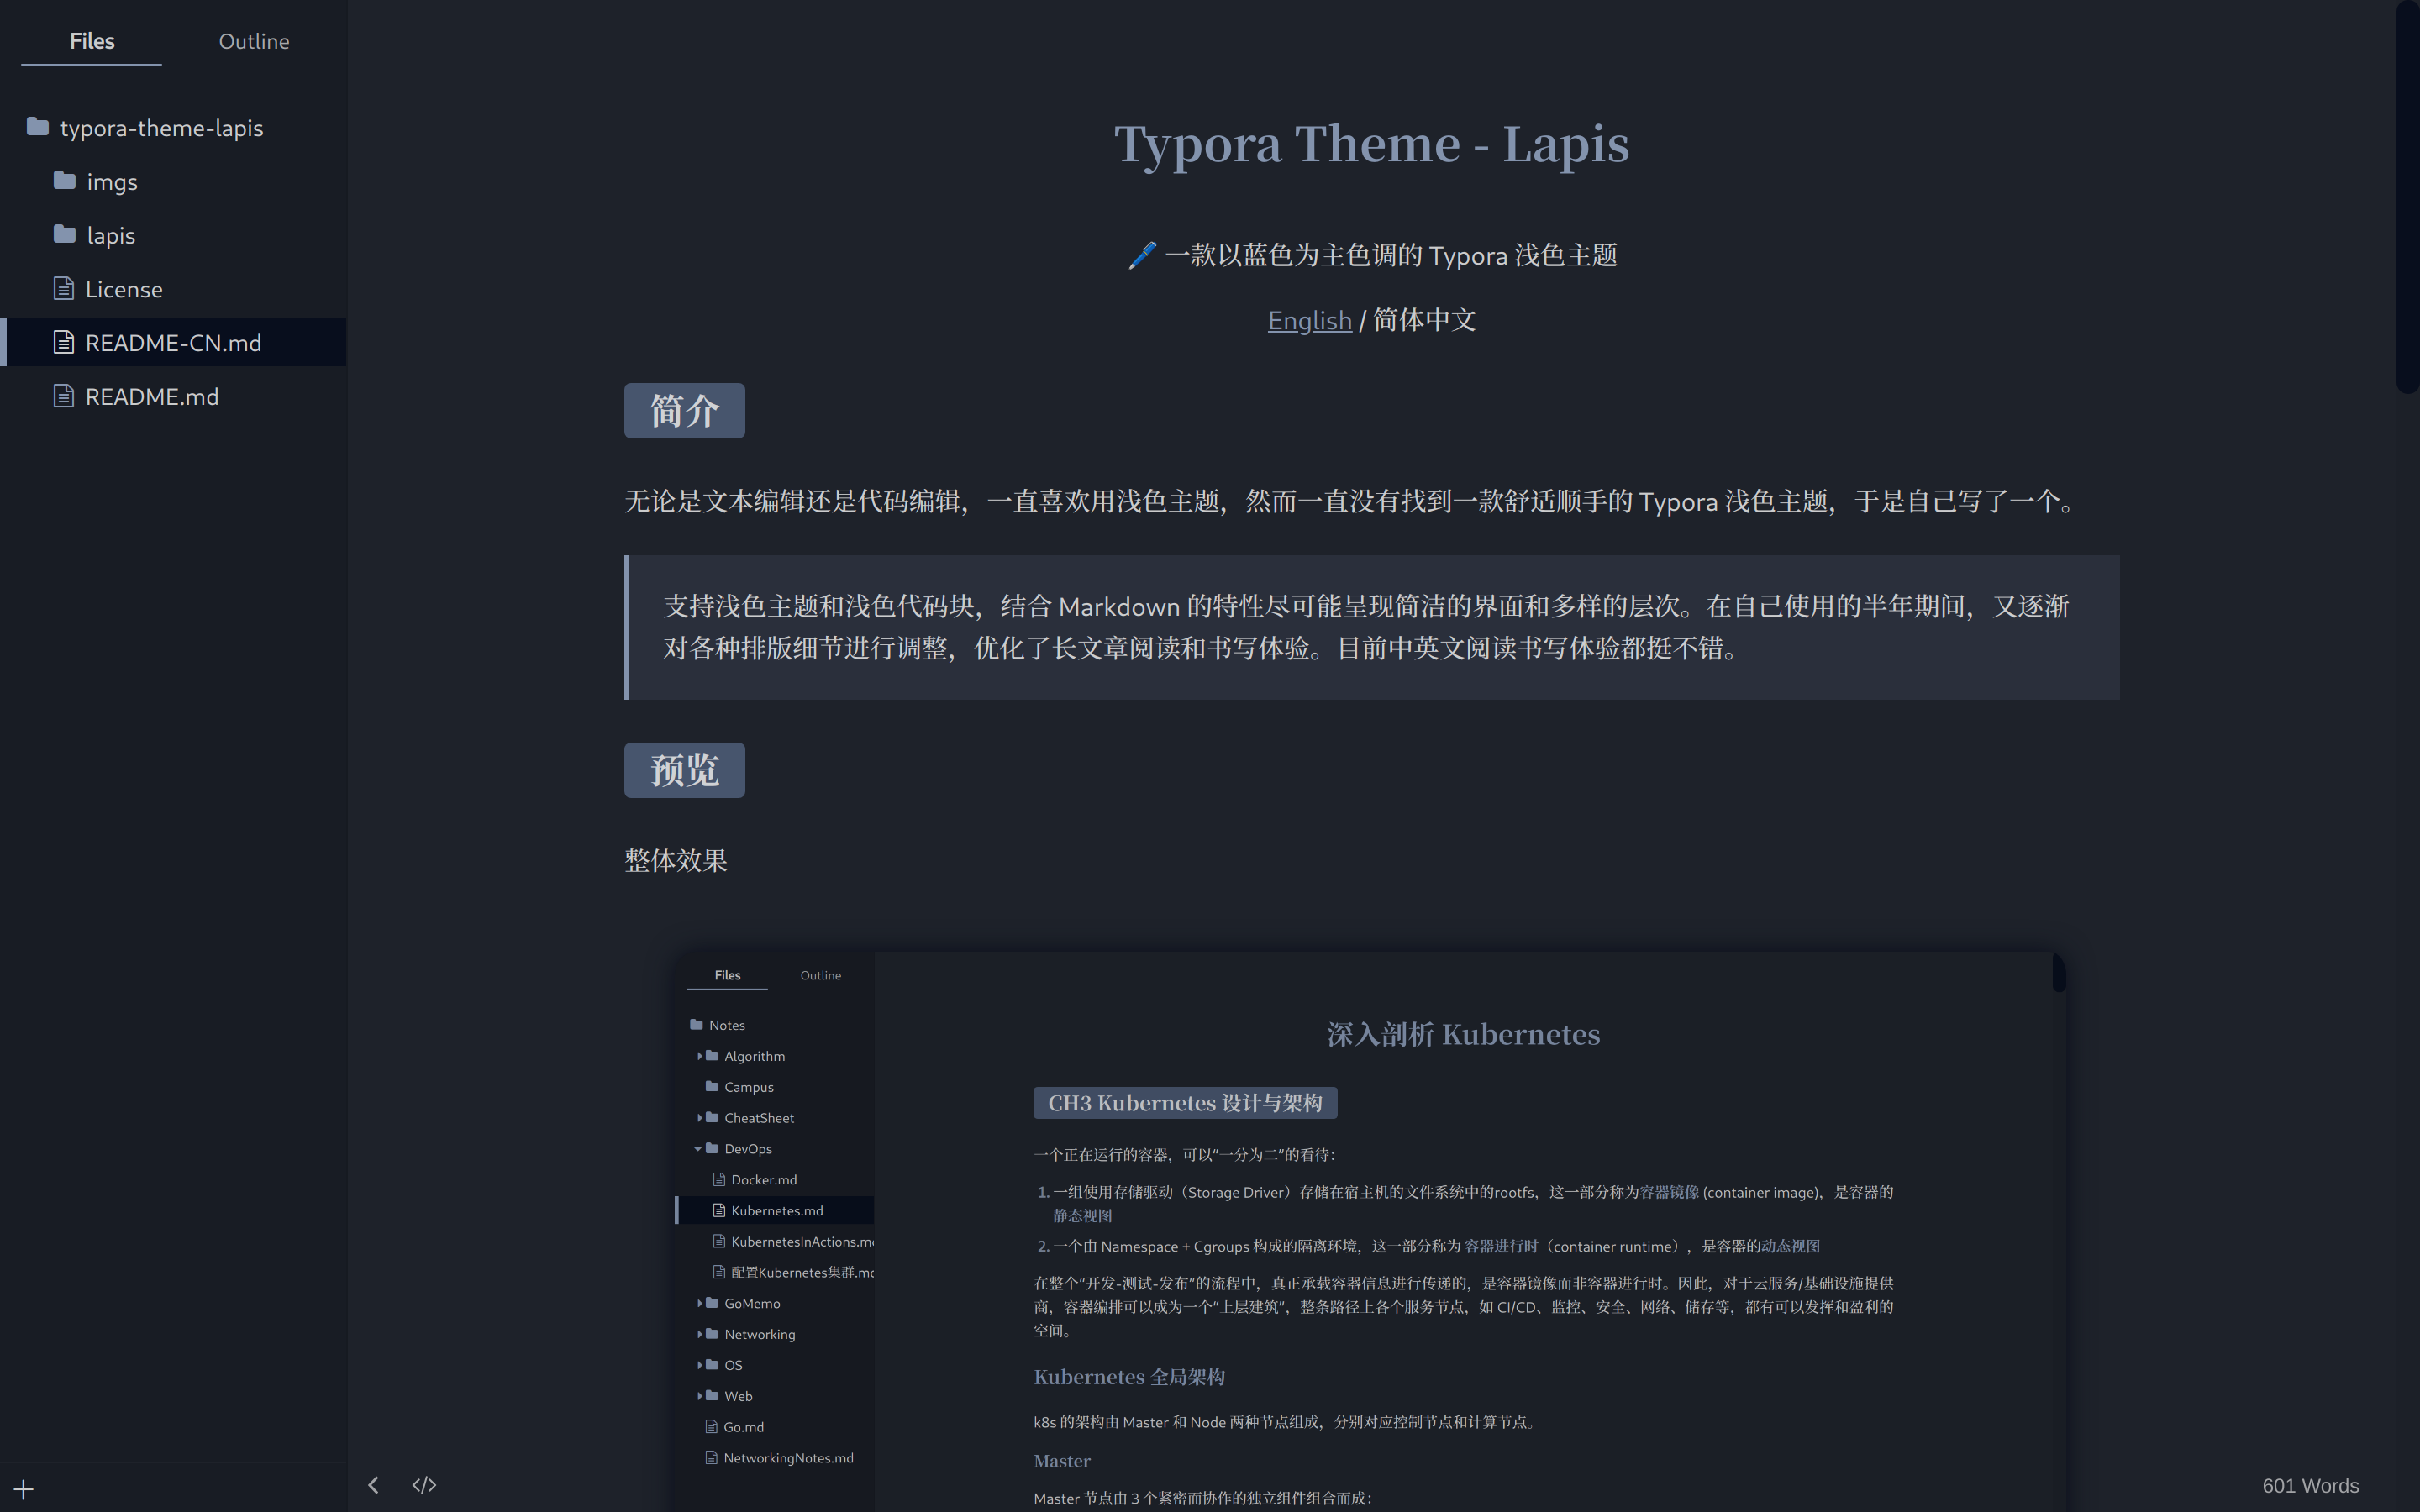 Files
Outline
typora-theme-lapis
imgs
lapis
License
README-CN.md
README.md
Typora Theme - Lapis
🖊️ 一款以蓝色为主色调的 Typora 浅色主题
English / 简体中文
简介
无论是文本编辑还是代码编辑，一直喜欢用浅色主题，然而一直没有找到一款舒适顺手的 Typora 浅色主题，于是自己写了一个。
支持浅色主题和浅色代码块，结合 Markdown 的特性尽可能呈现简洁的界面和多样的层次。在自己使用的半年期间，又逐渐
对各种排版细节进行调整，优化了长文章阅读和书写体验。目前中英文阅读书写体验都挺不错。
预览
整体效果
Files
Outline
Notes
Algorithm
Campus
CheatSheet
DevOps
Docker.md
Kubernetes.md
KubernetesInActions.m
配置Kubernetes集群.m
GoMemo
Networking
OS
Web
Go.md
NetworkingNotes.md
深入剖析 Kubernetes
CH3 Kubernetes 设计与架构
一个正在运行的容器，可以“一分为二”的看待：
1. 一组使用存储驱动（Storage Driver）存储在宿主机的文件系统中的rootfs，这一部分称为容器镜像 (container image)，是容器的
静态视图
2. 一个由 Namespace + Cgroups 构成的隔离环境，这一部分称为 容器进行时（container runtime），是容器的动态视图
在整个“开发-测试-发布”的流程中，真正承载容器信息进行传递的，是容器镜像而非容器进行时。因此，对于云服务/基础设施提供
商，容器编排可以成为一个“上层建筑”，整条路径上各个服务节点，如 CI/CD、监控、安全、网络、储存等，都有可以发挥和盈利的
空间。
Kubernetes 全局架构
k8s 的架构由 Master 和 Node 两种节点组成，分别对应控制节点和计算节点。
Master
Master 节点由 3 个紧密而协作的独立组件组合而成：
601 Words